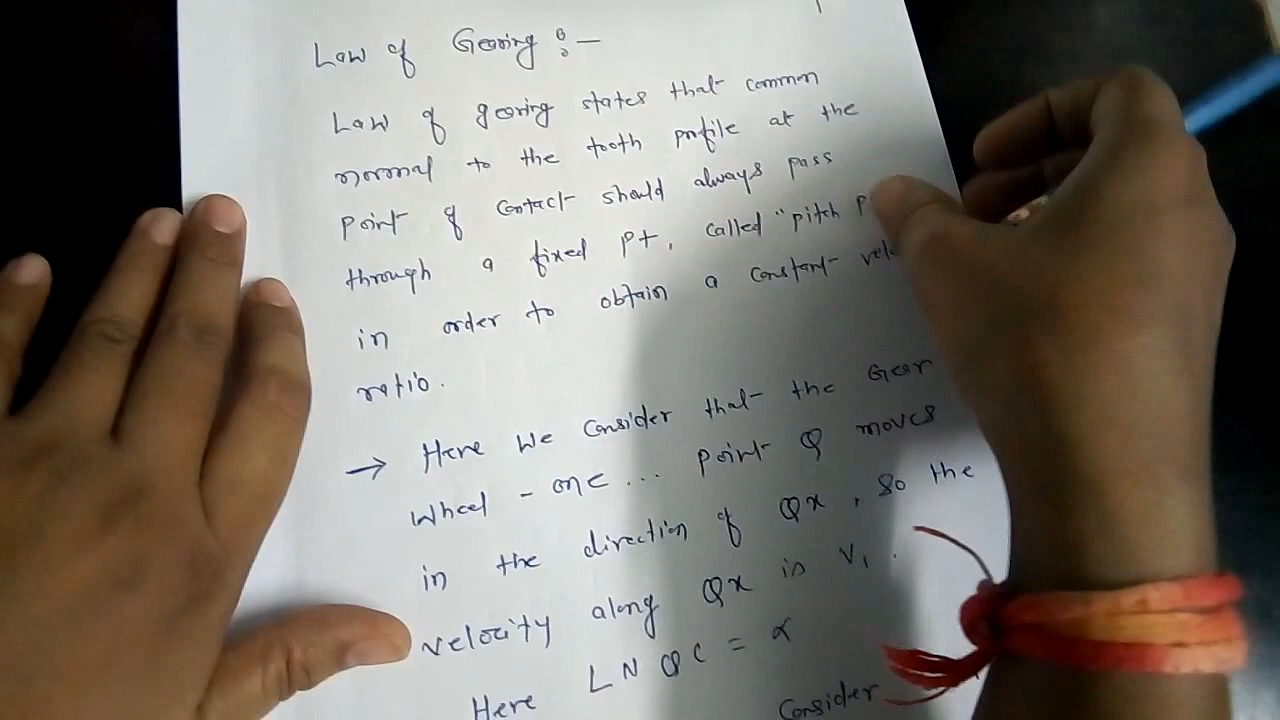 Law of Gearing :-
Law of gearing states that common
normal to the tooth profile at the
point of contact should always pass
through a fixed pt, called "pitch
in order to obtain a constant
ratio.
→ Here we consider that the Gear
wheel - one ... point Q moves
in the direction of Qx, so the
velocity along Qx is V₁.
Here ∠NQC = α
Consider